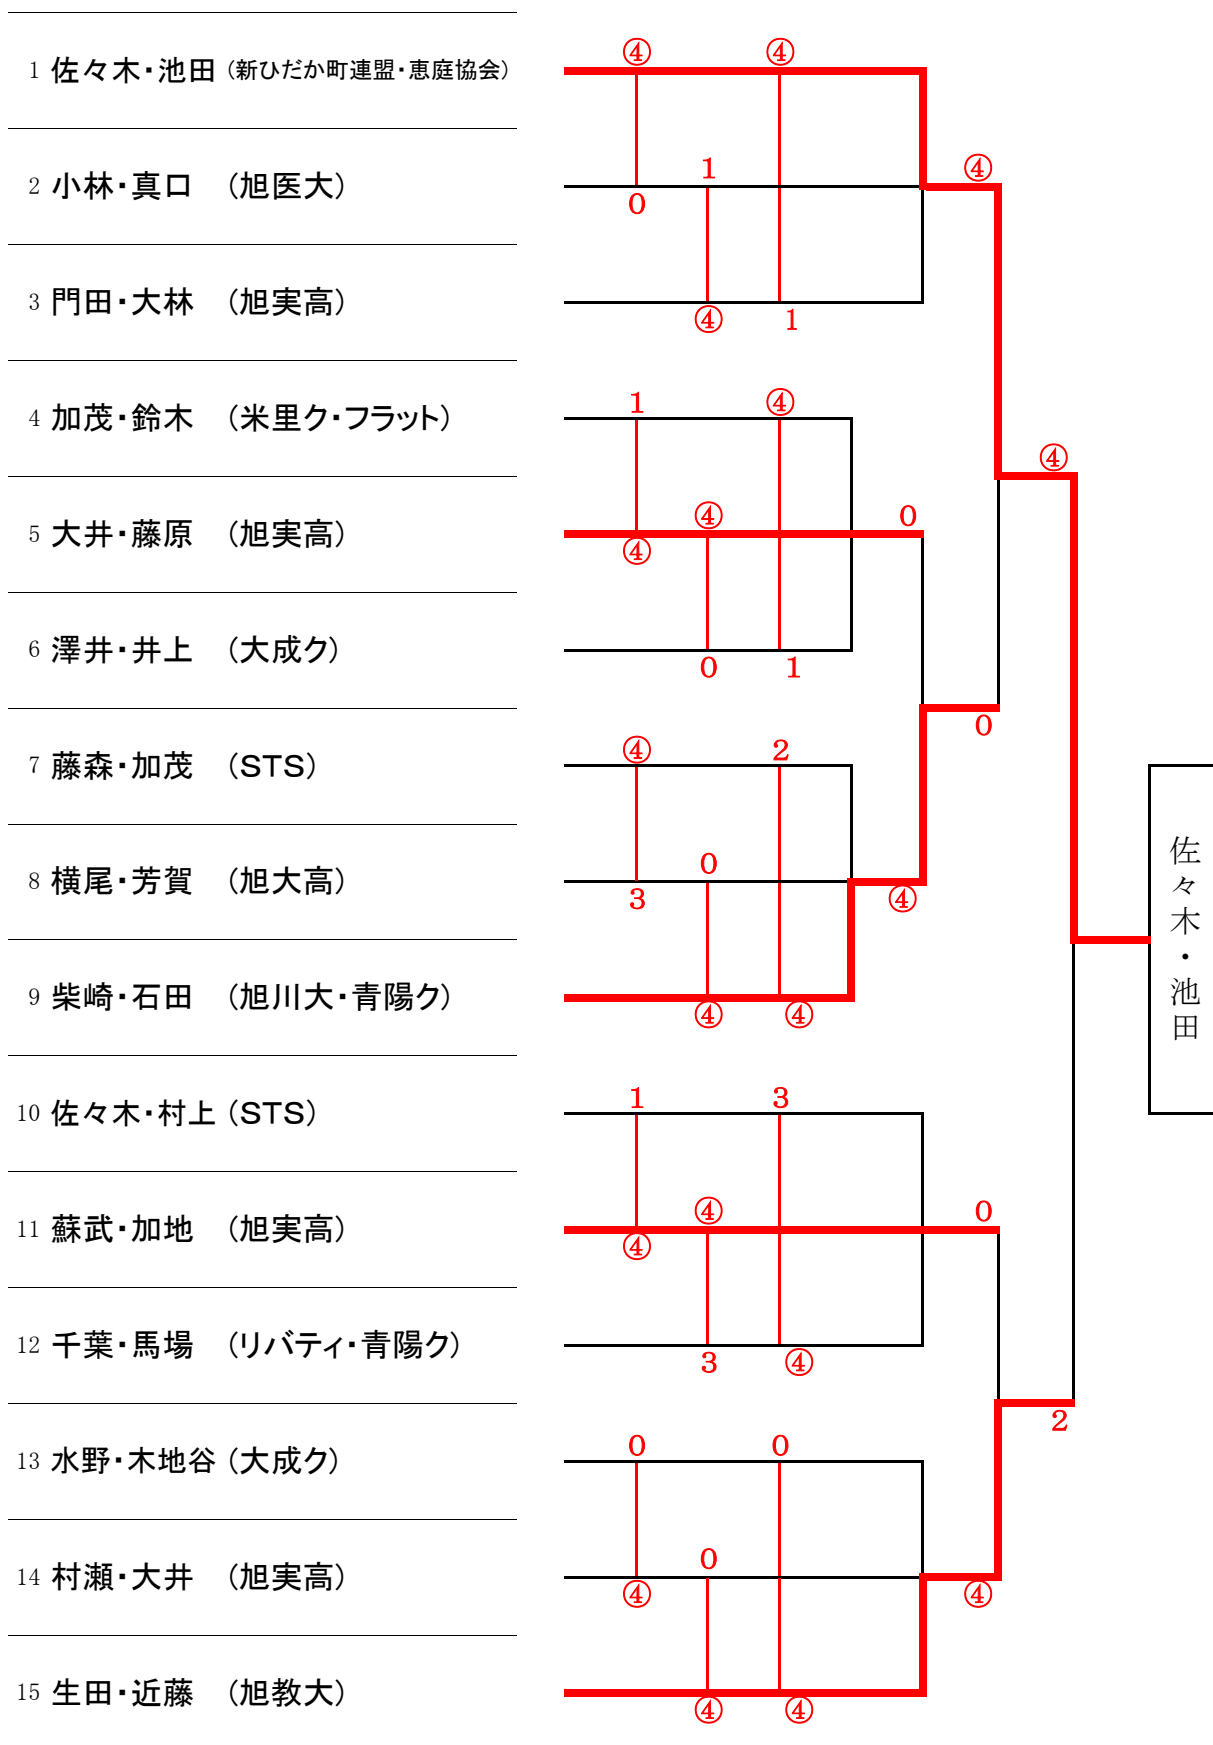 1 佐々木・池田 (新ひだか町連盟・恵庭協会)
④ ④
④
2 小林・真口 (旭医大)
1
0
3 門田・大林 (旭実高)
④ 1
④
4 加茂・鈴木 (米里ク・フラット)
1 ④
5 大井・藤原 (旭実高)
④ 0
④
6 澤井・井上 (大成ク)
0 1
0
7 藤森・加茂 (STS)
④ 2
8 横尾・芳賀 (旭大高)
0
3 ④
佐々木・池田
9 柴崎・石田 (旭川大・青陽ク)
④ ④
10 佐々木・村上 (STS)
1 3
11 蘇武・加地 (旭実高)
④ 0
④
12 千葉・馬場 (リバティ・青陽ク)
3 ④
2
13 水野・木地谷 (大成ク)
0 0
14 村瀬・大井 (旭実高)
0
④ ④
15 生田・近藤 (旭教大)
④ ④